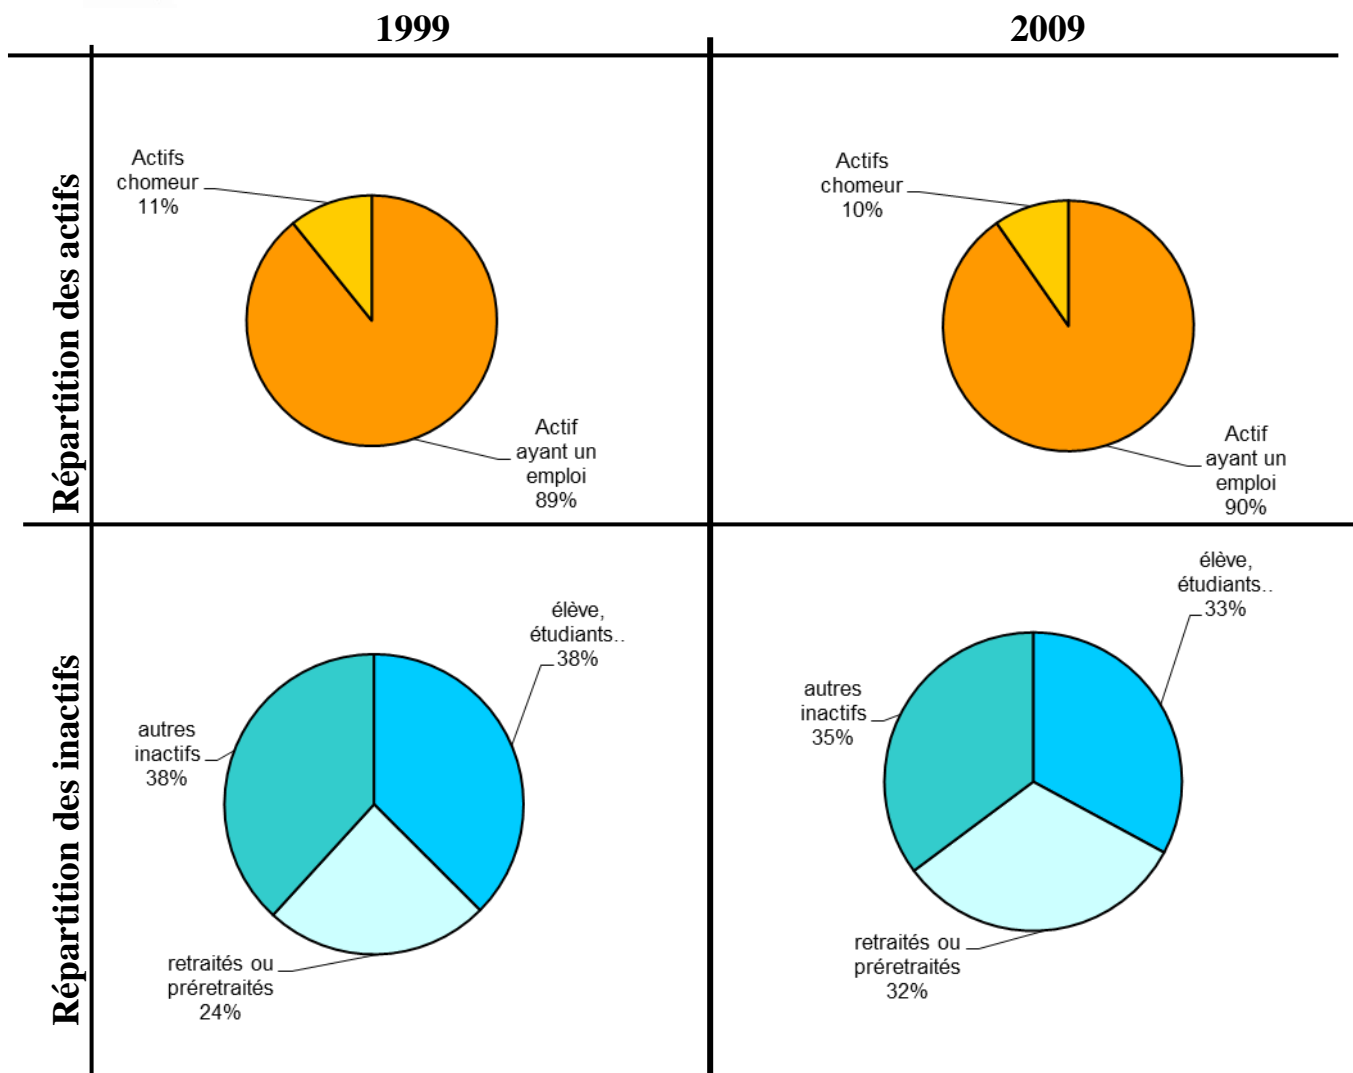 1999
2009
Répartition des actifs
Actifs
chomeur
11%
Actif
ayant un
emploi
89%
Actifs
chomeur
10%
Actif
ayant un
emploi
90%
Répartition des inactifs
élève,
étudiants..
38%
autres
inactifs
38%
retraités ou
préretraités
24%
élève,
étudiants..
33%
autres
inactifs
35%
retraités ou
préretraités
32%